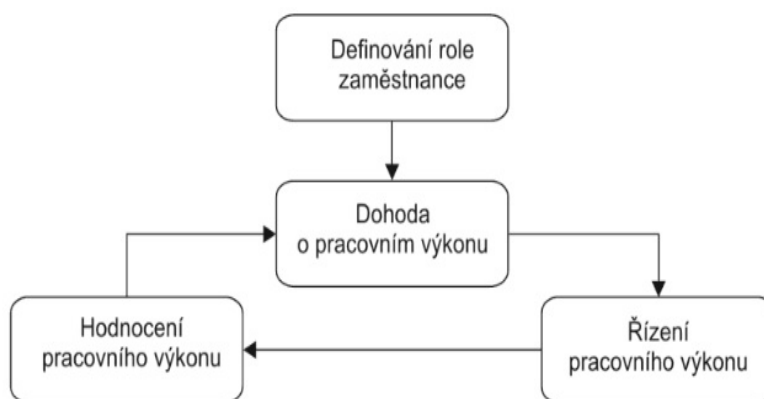 Definování role
zaměstnance
Dohoda
o pracovním výkonu
Hodnocení
pracovního výkonu
Řízení
pracovního výkonu